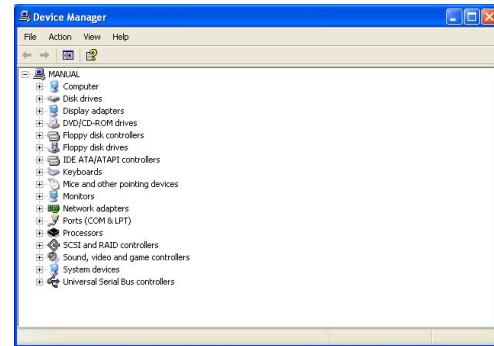 Device Manager
File Action View Help
MANUAL
Computer
Disk drives
Display adapters
DVD/CD-ROM drives
Floppy disk controllers
Floppy disk drives
IDE ATA/ATAPI controllers
Keyboards
Mice and other pointing devices
Monitors
Network adapters
Ports (COM & LPT)
Processors
SCSI and RAID controllers
Sound, video and game controllers
System devices
Universal Serial Bus controllers